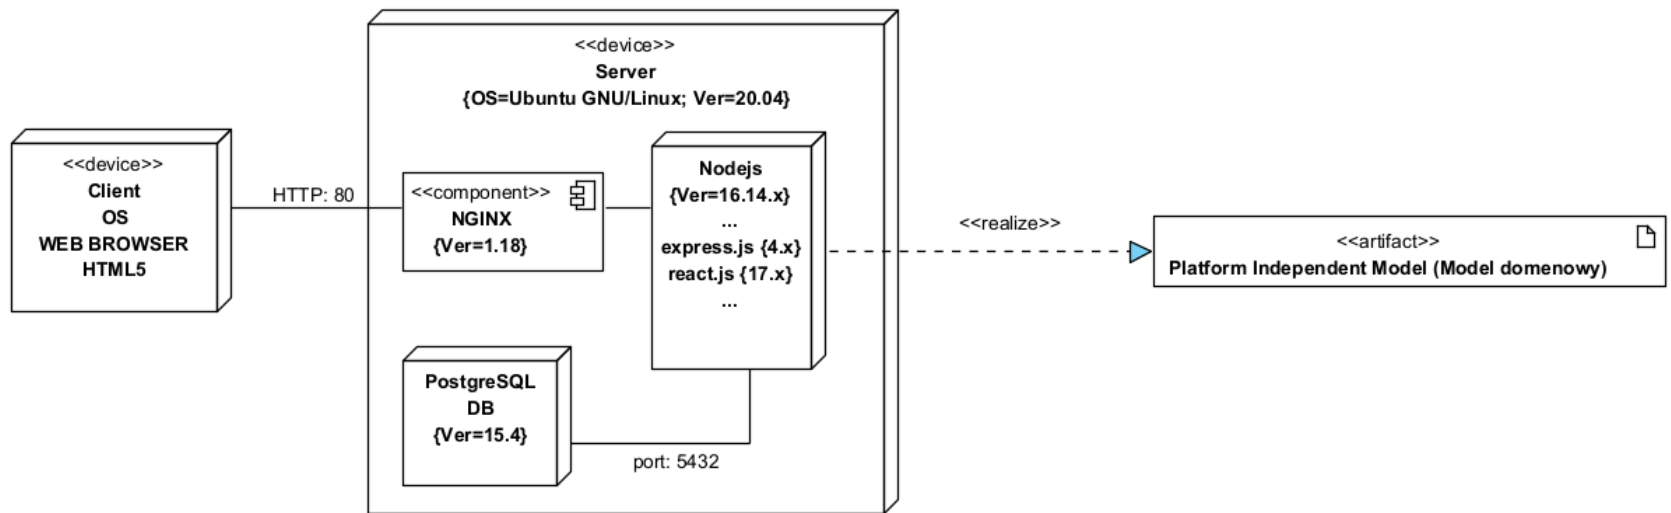 <<device>>
Server
{OS=Ubuntu GNU/Linux; Ver=20.04}
<<device>>
Client
OS
WEB BROWSER
HTML5
HTTP: 80
<<component>>
NGINX
{Ver=1.18}
Nodejs
{Ver=16.14.x}
...
express.js {4.x}
react.js {17.x}
...
<<realize>>
<<artifact>>
Platform Independent Model (Model domenowy)
PostgreSQL
DB
{Ver=15.4}
port: 5432